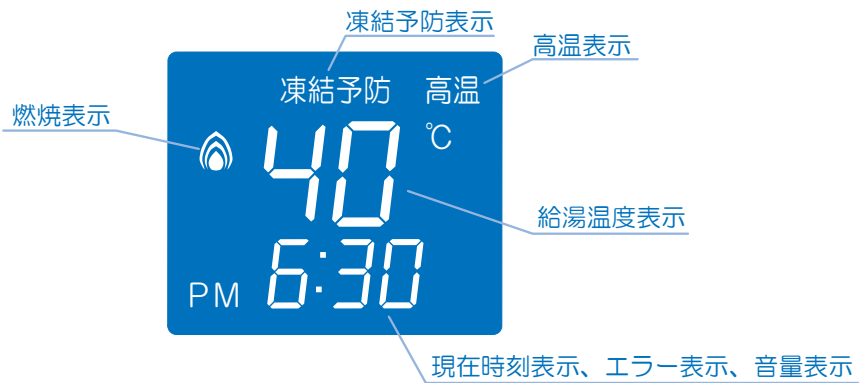 凍結予防表示
高温表示
凍結予防 高温
燃焼表示
40 ℃
給湯温度表示
PM 6:30
現在時刻表示、エラー表示、音量表示